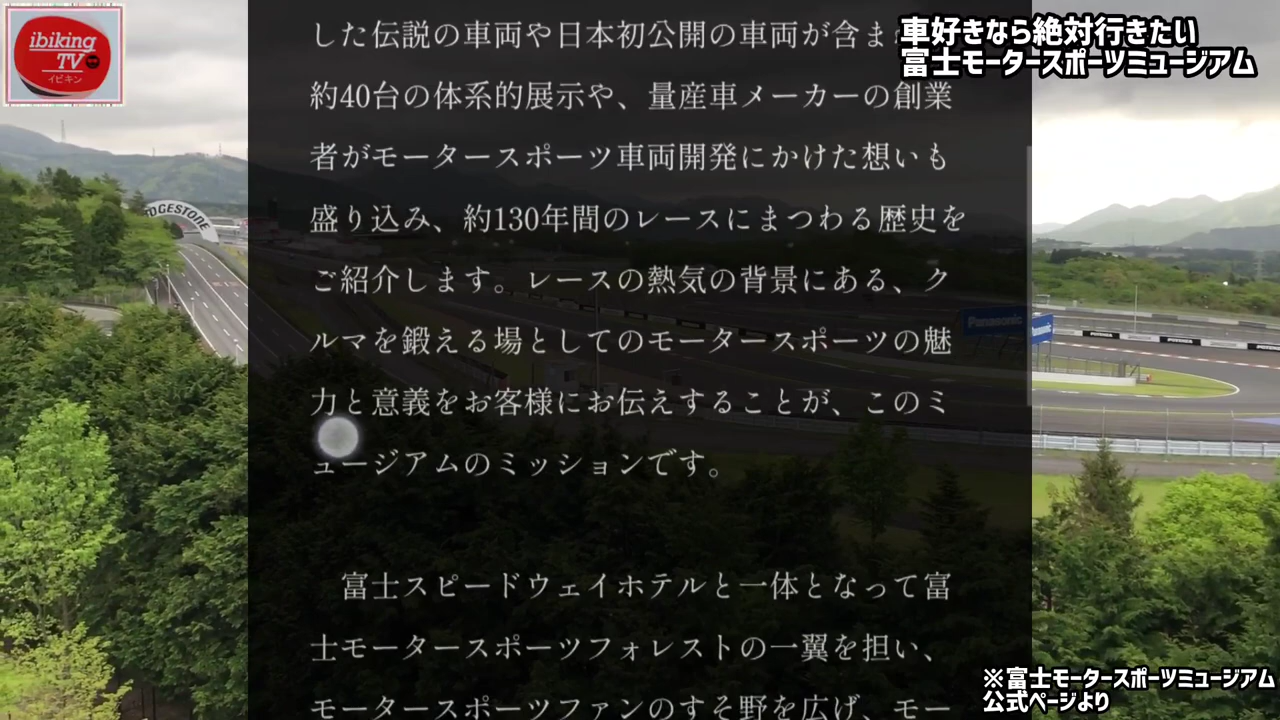 ibiking
TV
イビキン
車好きなら絶対行きたい
富士モータースポーツミュージアム
した伝説の車両や日本初公開の車両が含ま
約40台の体系的展示や、量産車メーカーの創業
者がモータースポーツ車両開発にかけた想いも
盛り込み、約130年間のレースにまつわる歴史を
ご紹介します。レースの熱気の背景にある、ク
ルマを鍛える場としてのモータースポーツの魅
力と意義をお客様にお伝えすることが、このミ
ュージアムのミッションです。
富士スピードウェイホテルと一体となって富
士モータースポーツフォレストの一翼を担い、
モータースポーツファンのすそ野を広げ、モー
BRIDGESTONE
Panasonic
Panasonic
※富士モータースポーツミュージアム
公式ページより